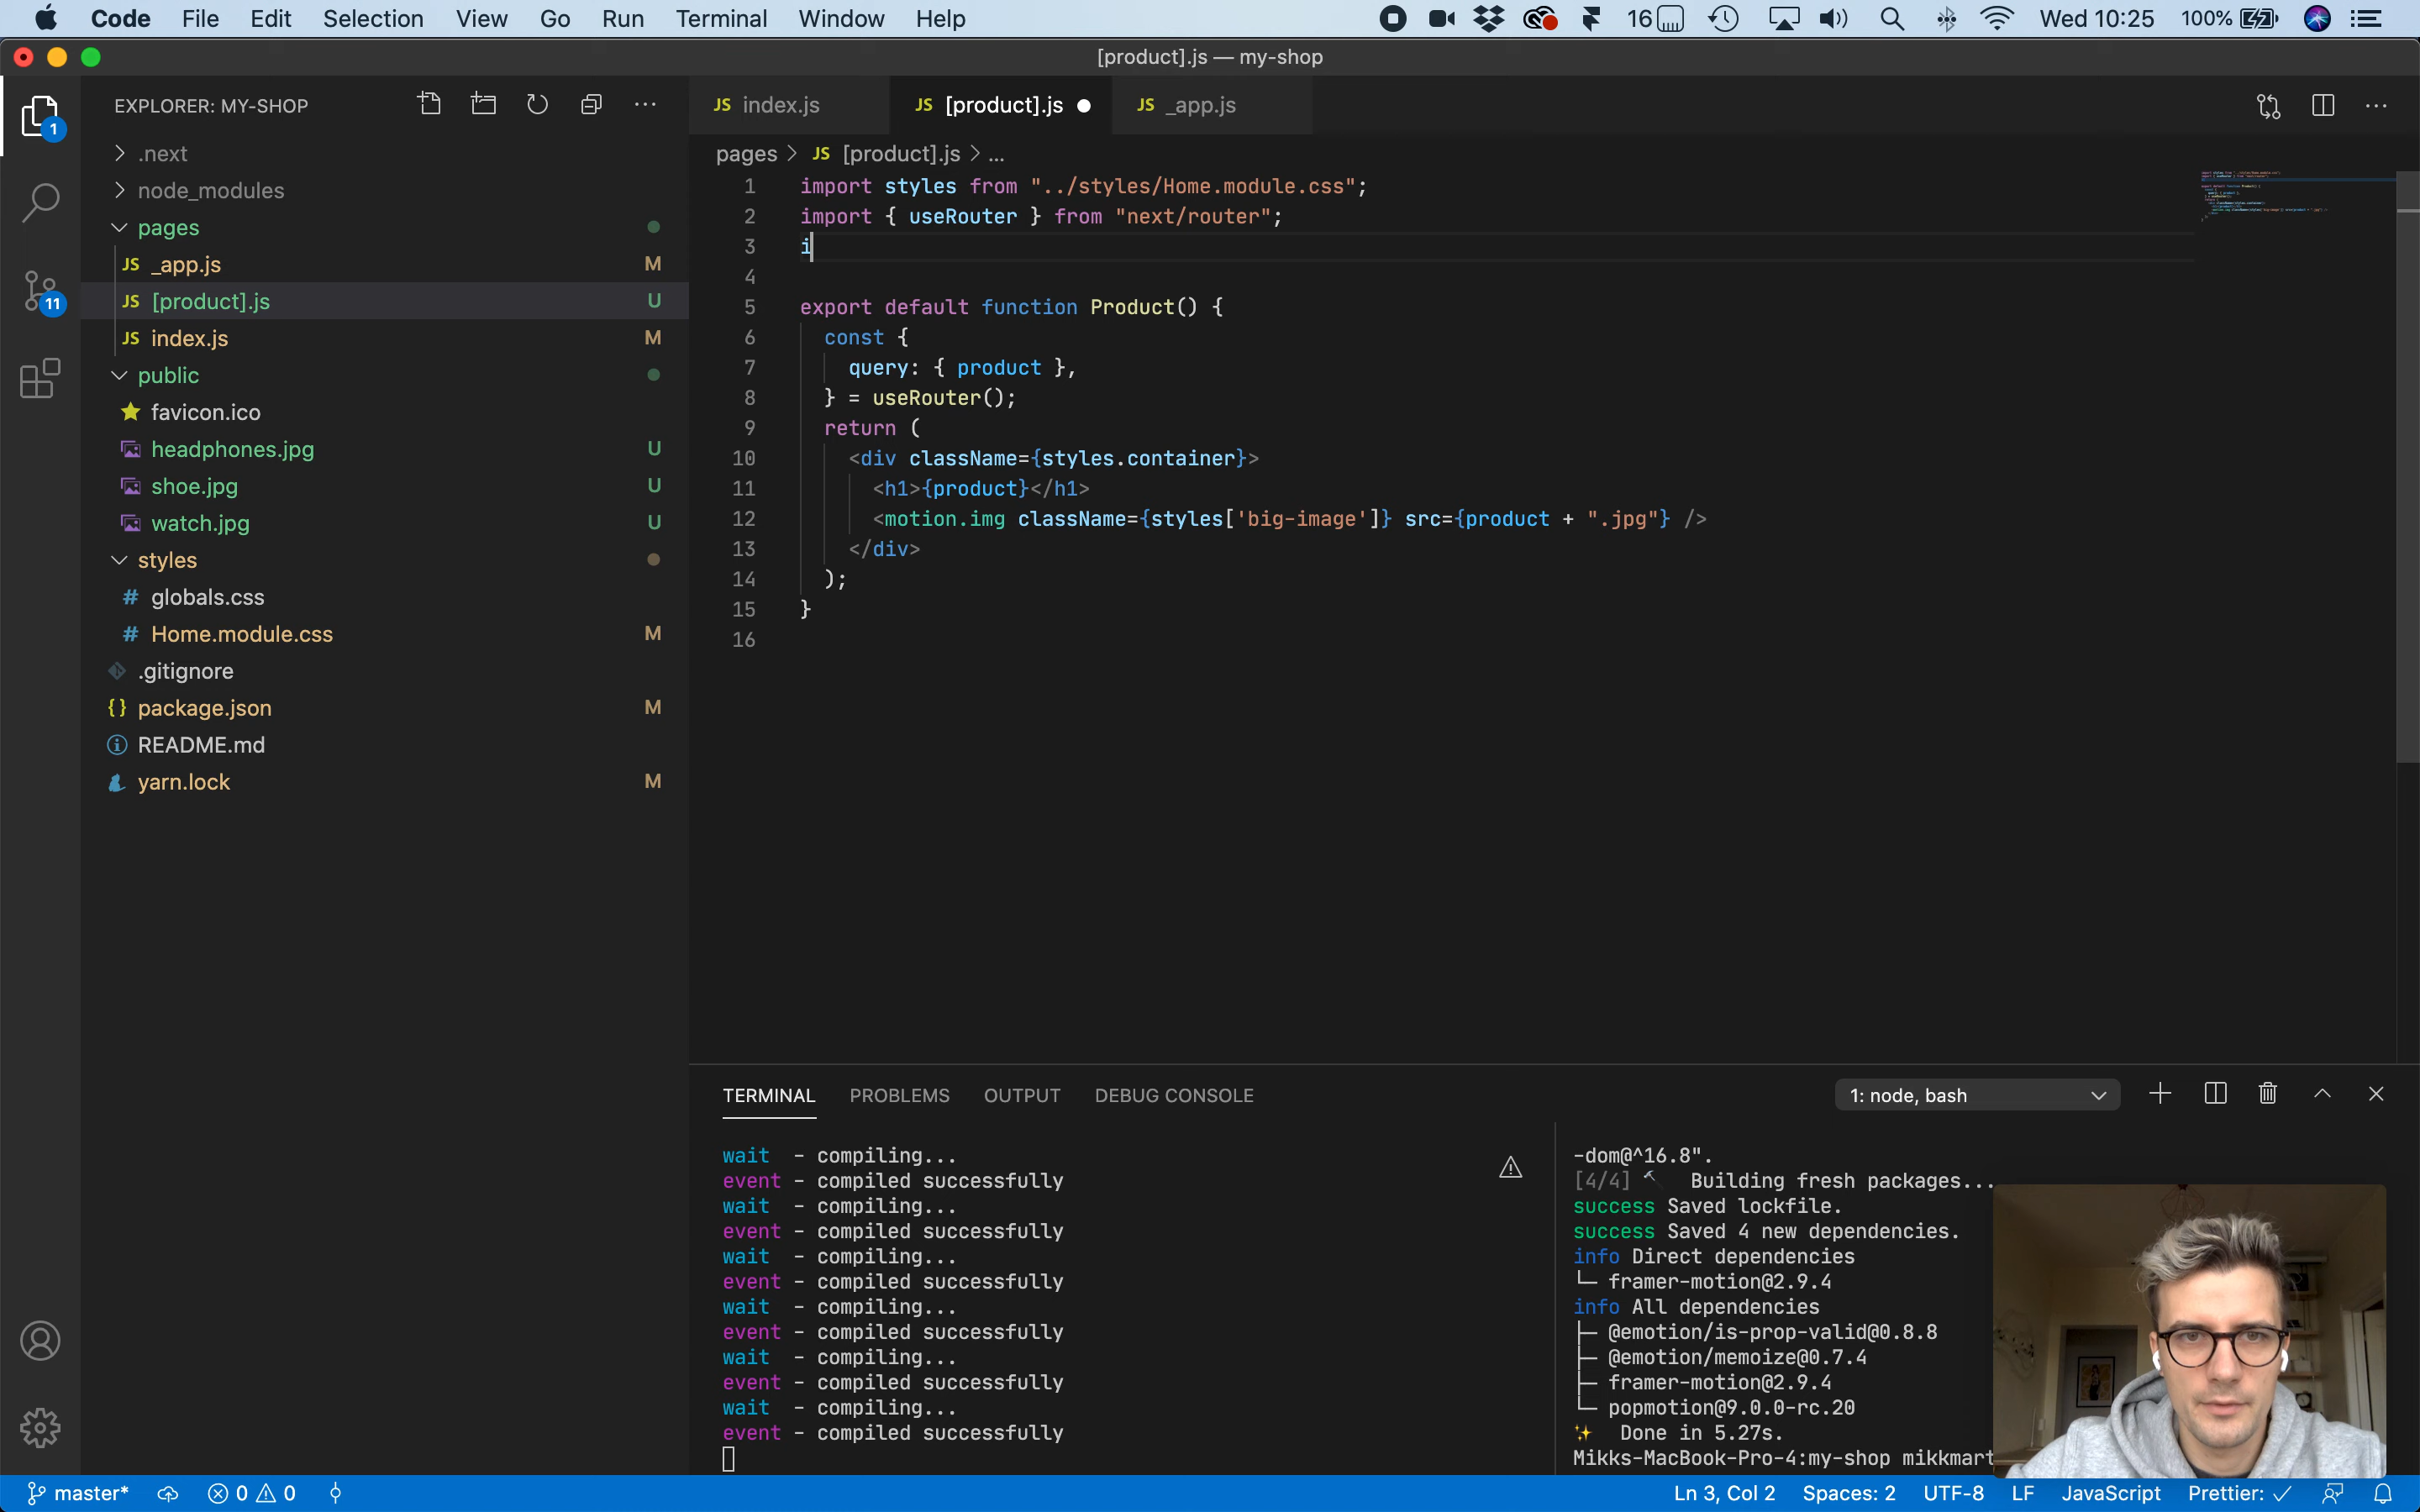 Code File Edit Selection View Go Run Terminal Window Help 16 Wed 10:25 100%
[product].js — my-shop
EXPLORER: MY-SHOP
JS index.js JS [product].js JS _app.js
pages > JS [product].js > ...
.next
node_modules
pages
JS _app.js M
JS [product].js U
JS index.js M
public
favicon.ico
headphones.jpg U
shoe.jpg U
watch.jpg U
styles
# globals.css
# Home.module.css M
.gitignore
{} package.json M
README.md
yarn.lock M
1
11
1 import styles from "../styles/Home.module.css";
2 import { useRouter } from "next/router";
3 i
4
5 export default function Product() {
6 const {
7 query: { product },
8 } = useRouter();
9 return (
10 <div className={styles.container}>
11 <h1>{product}</h1>
12 <motion.img className={styles['big-image']} src={product + ".jpg"} />
13 </div>
14 );
15 }
16
TERMINAL PROBLEMS OUTPUT DEBUG CONSOLE 1: node, bash
wait - compiling...
event - compiled successfully
wait - compiling...
event - compiled successfully
wait - compiling...
event - compiled successfully
wait - compiling...
event - compiled successfully
wait - compiling...
event - compiled successfully
wait - compiling...
event - compiled successfully
-dom@^16.8".
[4/4] Building fresh packages...
success Saved lockfile.
success Saved 4 new dependencies.
info Direct dependencies
└─ framer-motion@2.9.4
info All dependencies
├─ @emotion/is-prop-valid@0.8.8
├─ @emotion/memoize@0.7.4
├─ framer-motion@2.9.4
└─ popmotion@9.0.0-rc.20
Done in 5.27s.
Mikks-MacBook-Pro-4:my-shop mikkmart
master* 0 0 Ln 3, Col 2 Spaces: 2 UTF-8 LF JavaScript Prettier: ✓